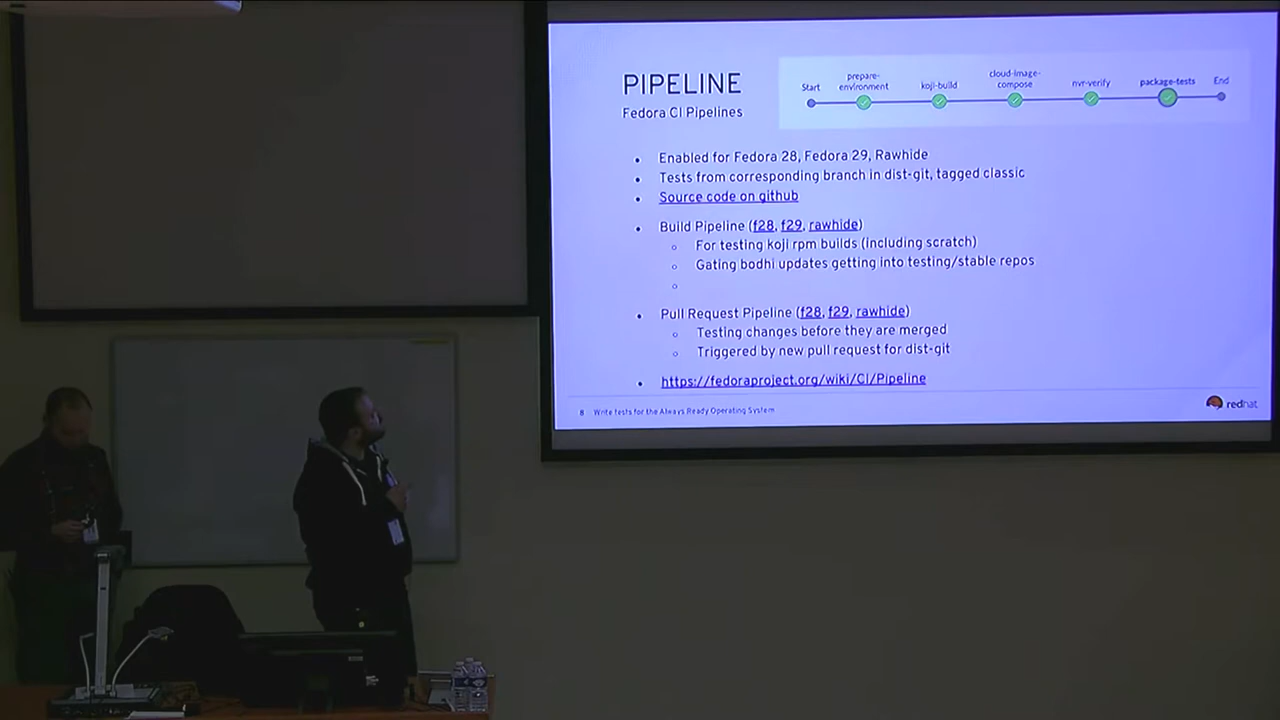 PIPELINE
Fedora CI Pipelines
Start
prepare-
environment
koji-build
cloud-image-
compose
nvr-verify
package-tests
End
Enabled for Fedora 28, Fedora 29, Rawhide
Tests from corresponding branch in dist-git, tagged classic
Source code on github
Build Pipeline (f28, f29, rawhide)
For testing koji rpm builds (including scratch)
Gating bodhi updates getting into testing/stable repos
Pull Request Pipeline (f28, f29, rawhide)
Testing changes before they are merged
Triggered by new pull request for dist-git
https://fedoraproject.org/wiki/CI/Pipeline
8 Write tests for the Always Ready Operating System
redhat